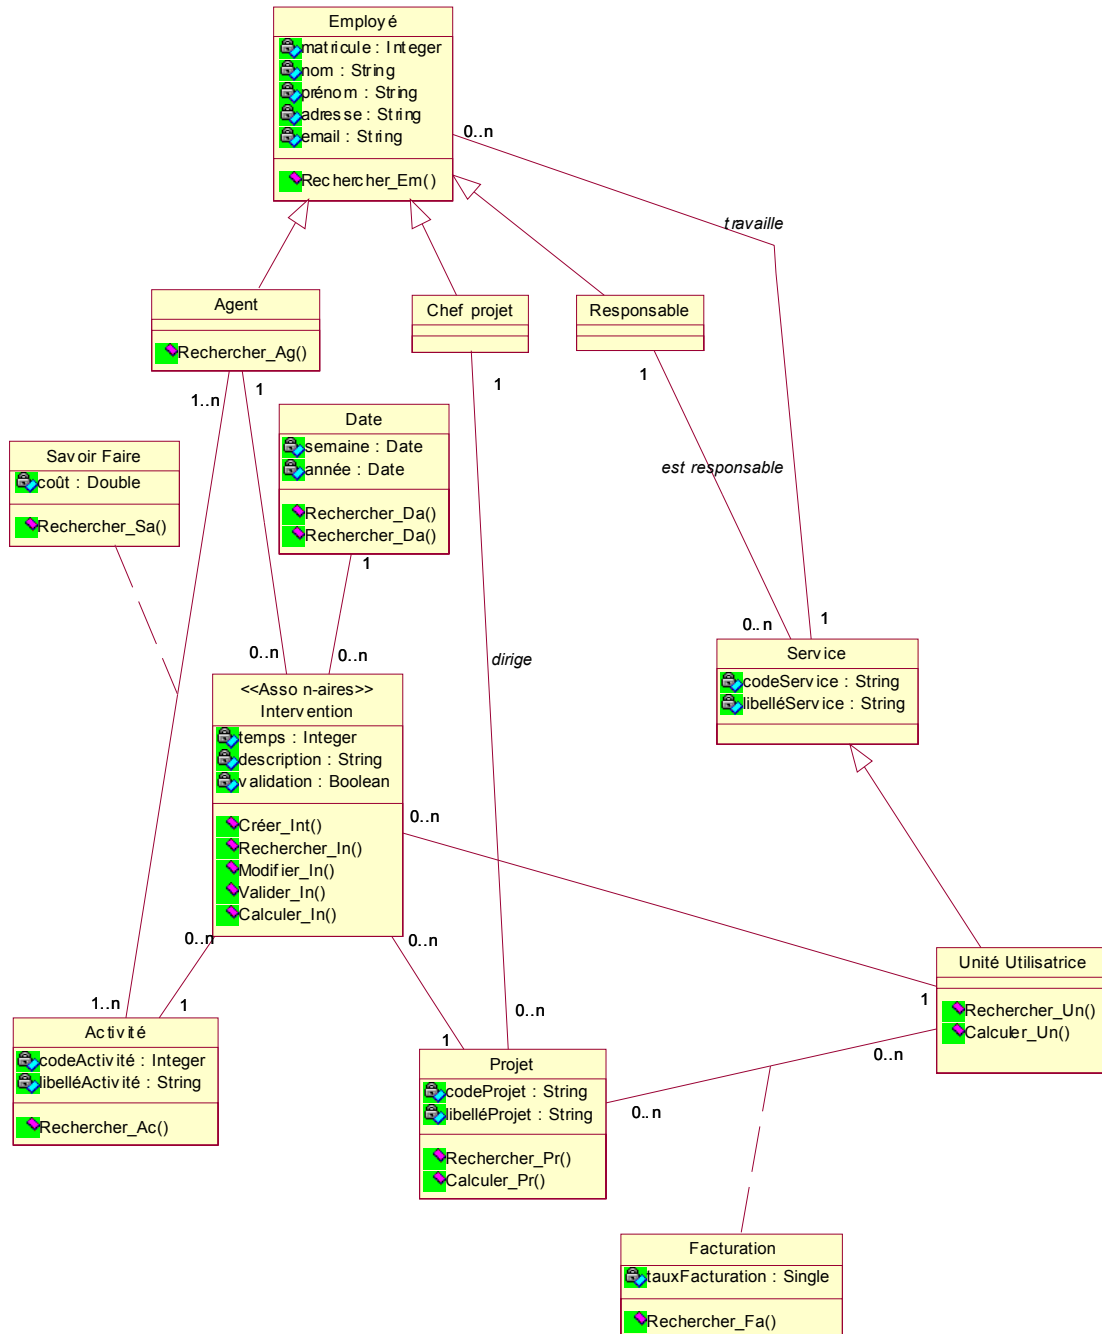 Employé
matricule : Integer
nom : String
prénom : String
adresse : String
email : String
Rechercher_Em()
0..n
travaille
Agent
Rechercher_Ag()
Chef projet
Responsable
1..n
1
1
1
Date
semaine : Date
année : Date
Rechercher_Da()
Rechercher_Da()
1
Savoir Faire
coût : Double
Rechercher_Sa()
est responsable
0..n
1
0..n
0..n
dirige
Service
codeService : String
libelléService : String
<<Asso n-aires>>
Intervention
temps : Integer
description : String
validation : Boolean
Créer_Int()
Rechercher_In()
Modifier_In()
Valider_In()
Calculer_In()
0..n
0..n
0..n
Unité Utilisatrice
Rechercher_Un()
Calculer_Un()
1
1..n
1
0..n
1
0..n
0..n
Activité
codeActivité : Integer
libelléActivité : String
Rechercher_Ac()
Projet
codeProjet : String
libelléProjet : String
Rechercher_Pr()
Calculer_Pr()
Facturation
tauxFacturation : Single
Rechercher_Fa()